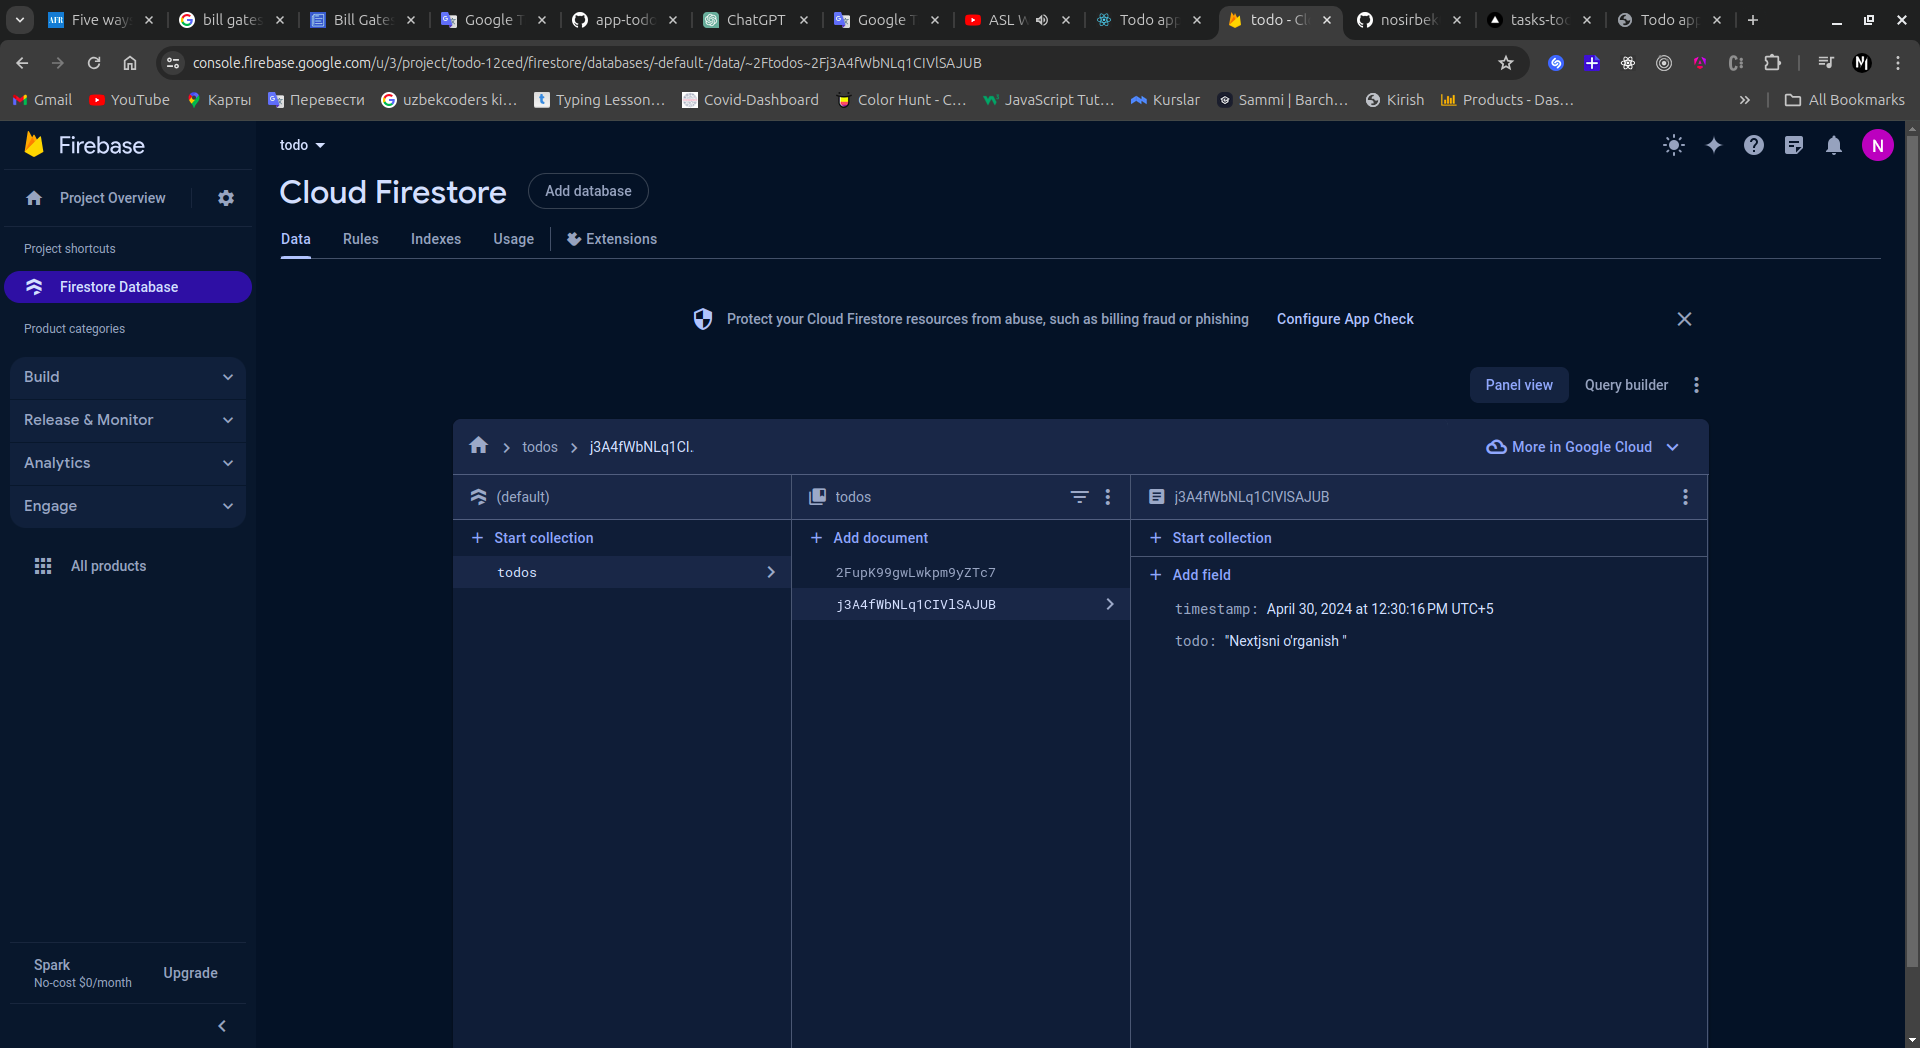 Five way
bill gates
Bill Gates
Google T
app-todo
ChatGPT
Google T
ASL W
Todo app
todo - Cl
nosirbek
tasks-tod
Todo app
console.firebase.google.com/u/3/project/todo-12ced/firestore/databases/-default-/data/~2Ftodos~2Fj3A4fWbNLq1CIVlSAJUB
Gmail
YouTube
Карты
Перевести
uzbekcoders ki...
Typing Lesson...
Covid-Dashboard
Color Hunt - C...
JavaScript Tut...
Kurslar
Sammi | Barch...
Kirish
Products - Das...
All Bookmarks
Firebase
todo
N
Project Overview
Cloud Firestore
Add database
Data
Rules
Indexes
Usage
Extensions
Project shortcuts
Firestore Database
Product categories
Build
Release & Monitor
Analytics
Engage
All products
Protect your Cloud Firestore resources from abuse, such as billing fraud or phishing
Configure App Check
Panel view
Query builder
todos
j3A4fWbNLq1CI.
More in Google Cloud
(default)
todos
j3A4fWbNLq1CIVlSAJUB
Start collection
Add document
Start collection
todos
2FupK99gwLwkpm9yZTc7
j3A4fWbNLq1CIVlSAJUB
Add field
timestamp: April 30, 2024 at 12:30:16 PM UTC+5
todo: "Nextjsni o'rganish "
Spark
No-cost $0/month
Upgrade